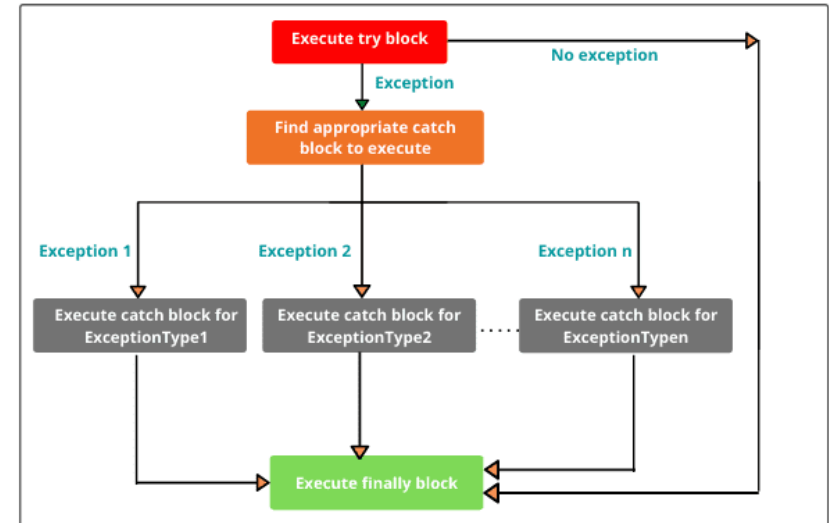 Execute try block
No exception
Exception
Find appropriate catch
block to execute
Exception 1
Exception 2
Exception n
Execute catch block for
ExceptionType1
Execute catch block for
ExceptionType2
.....
Execute catch block for
ExceptionTypen
Execute finally block